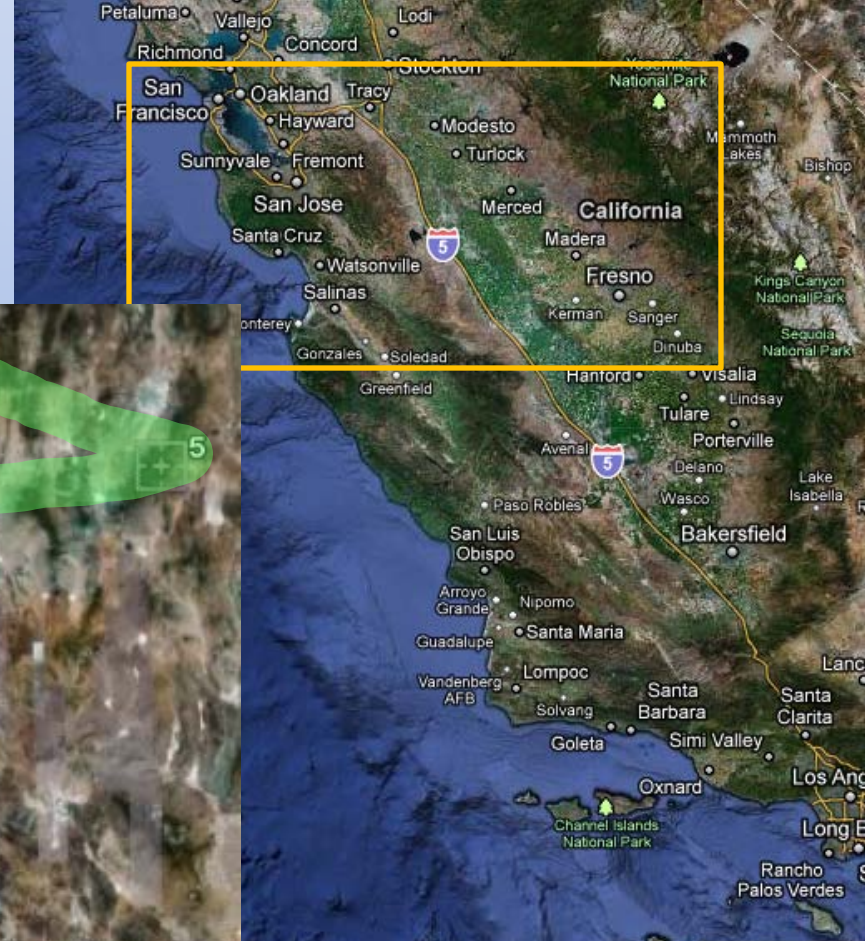 Petaluma
Vallejo
Lodi
Richmond
Concord
Stockton
San
Francisco
Oakland
Tracy
Yosemite
National Park
Hayward
Modesto
Mammoth
Lakes
Sunnyvale
Fremont
Turlock
Bishop
San Jose
Merced
California
Santa Cruz
5
Madera
Watsonville
Fresno
Kings Canyon
National Park
Salinas
Kerman
Sanger
onterey
Dinuba
Sequoia
National Park
Gonzales
Soledad
Greenfield
Hanford
Visalia
Lindsay
Tulare
Porterville
5
Avenal
5
Delano
Lake
Isabella
Wasco
Paso Robles
R
San Luis
Obispo
Bakersfield
Arroyo
Grande
Nipomo
Guadalupe
Santa Maria
Lanc
Vandenberg
AFB
Lompoc
Solvang
Santa
Barbara
Santa
Clarita
Goleta
Simi Valley
Oxnard
Los Ang
Channel Islands
National Park
Long B
Rancho
Palos Verdes
S